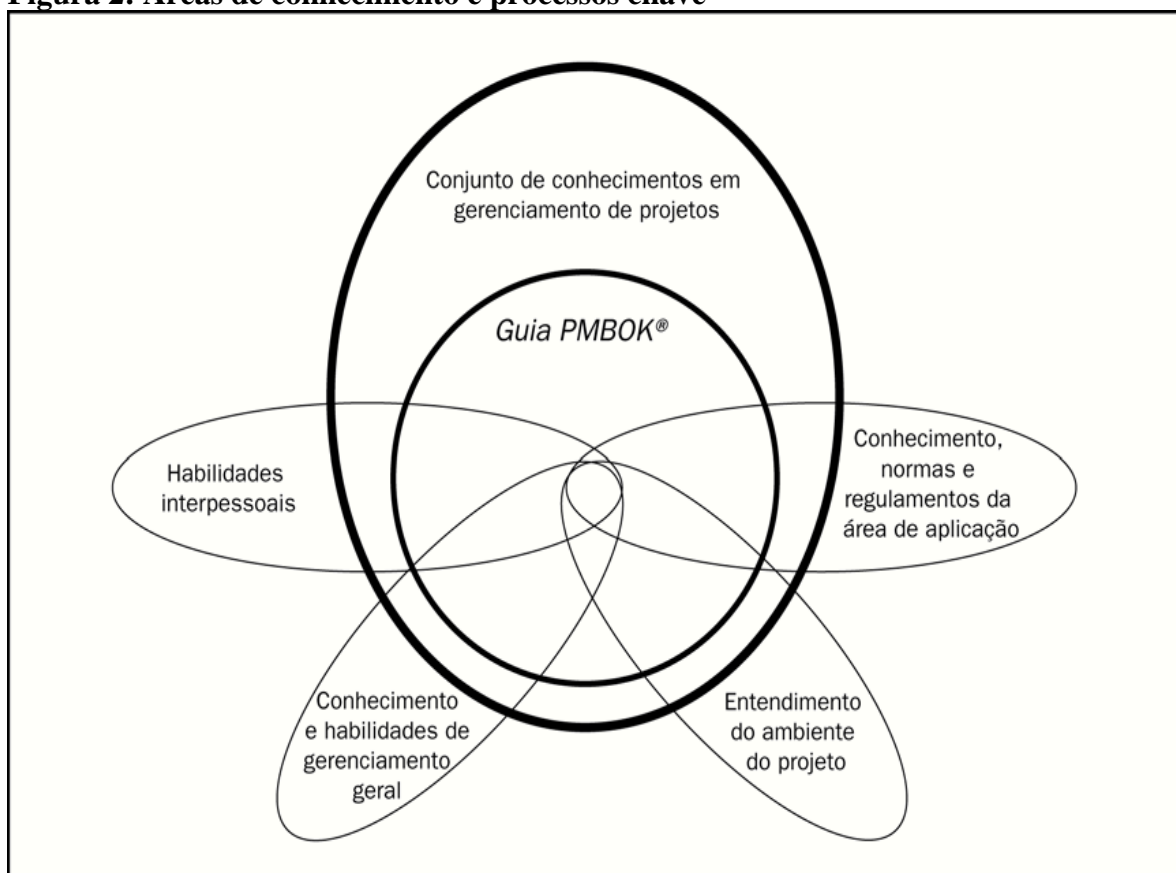 Figura 2: Áreas de conhecimento e processos chave
Conjunto de conhecimentos em
gerenciamento de projetos
Guia PMBOK®
Habilidades
interpessoais
Conhecimento,
normas e
regulamentos da
área de aplicação
Conhecimento
e habilidades de
gerenciamento
geral
Entendimento
do ambiente
do projeto